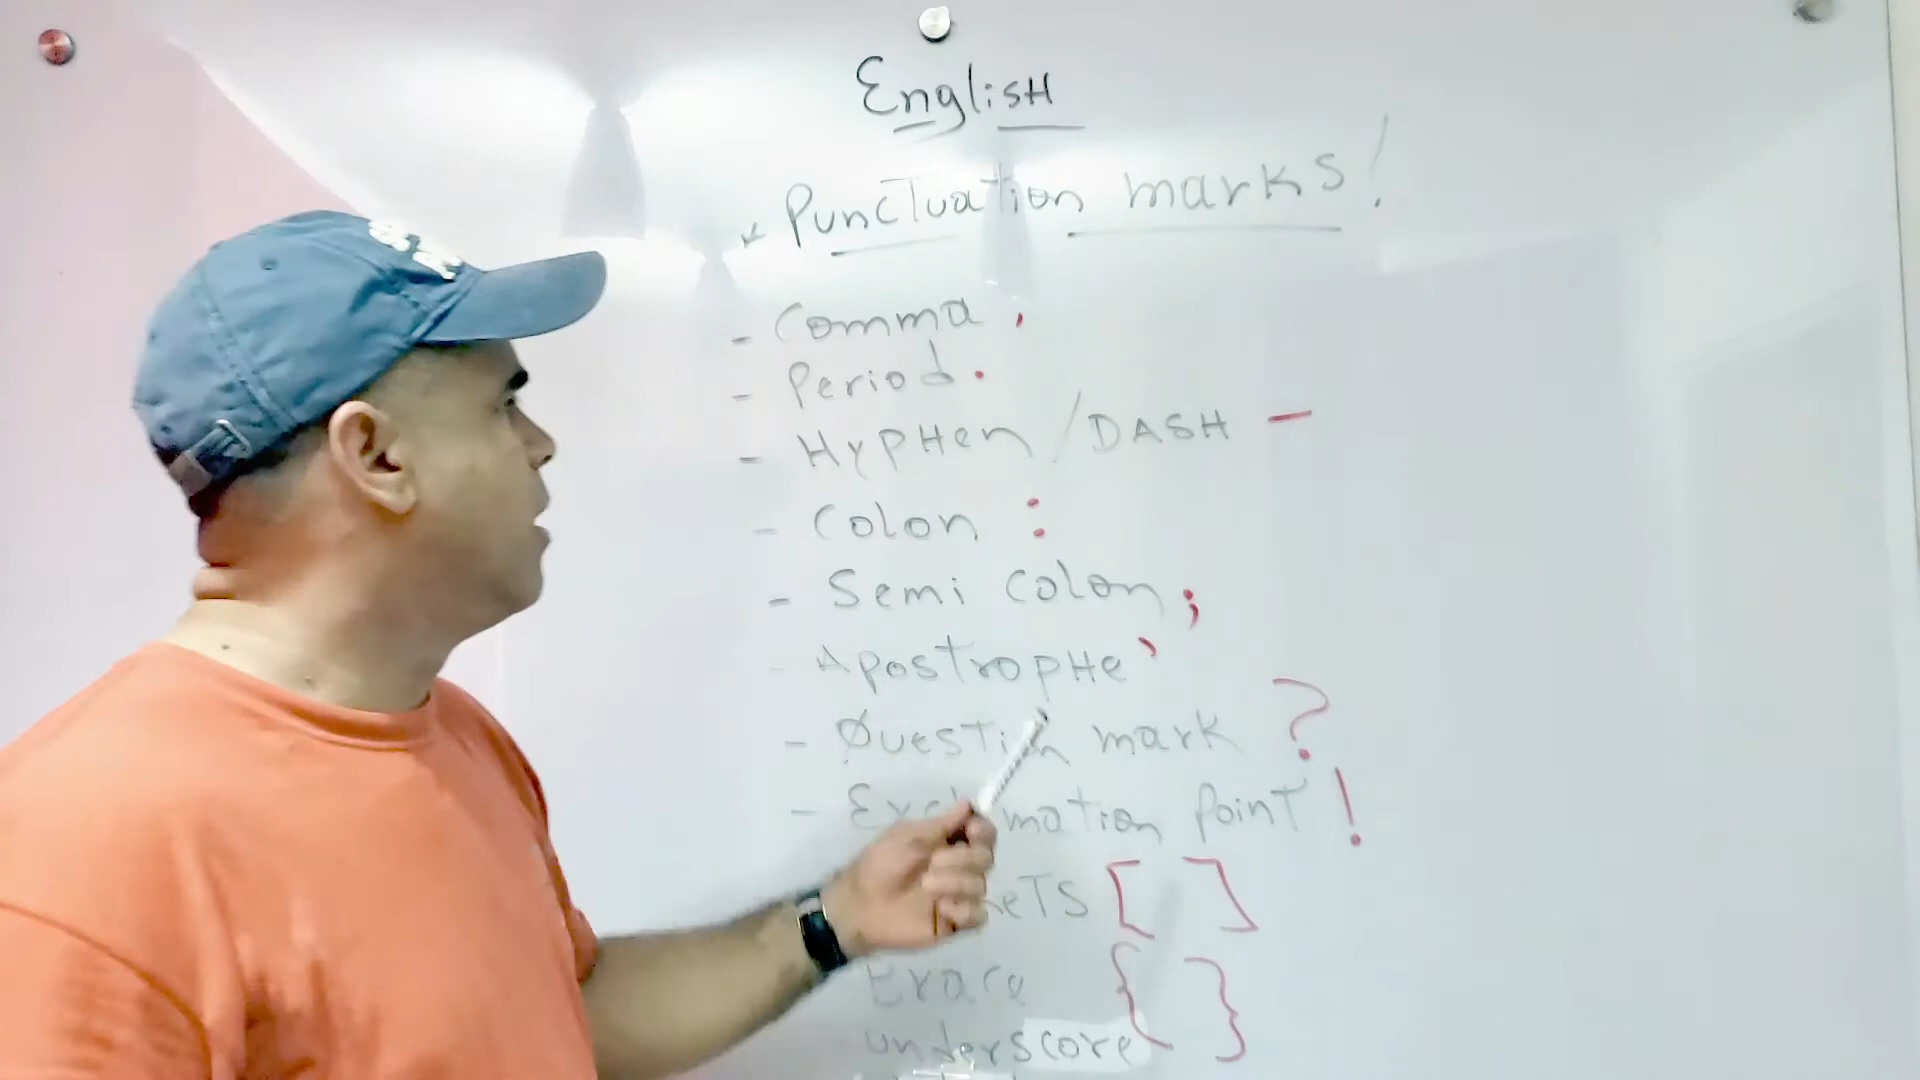 English
Punctuation marks!
- Comma ,
- Period .
- Hyphen / DASH -
- Colon :
- Semi colon ;
- Apostrophe '
- Question mark ?
- Exclamation Point !
[ ]
Brace { }
underscore